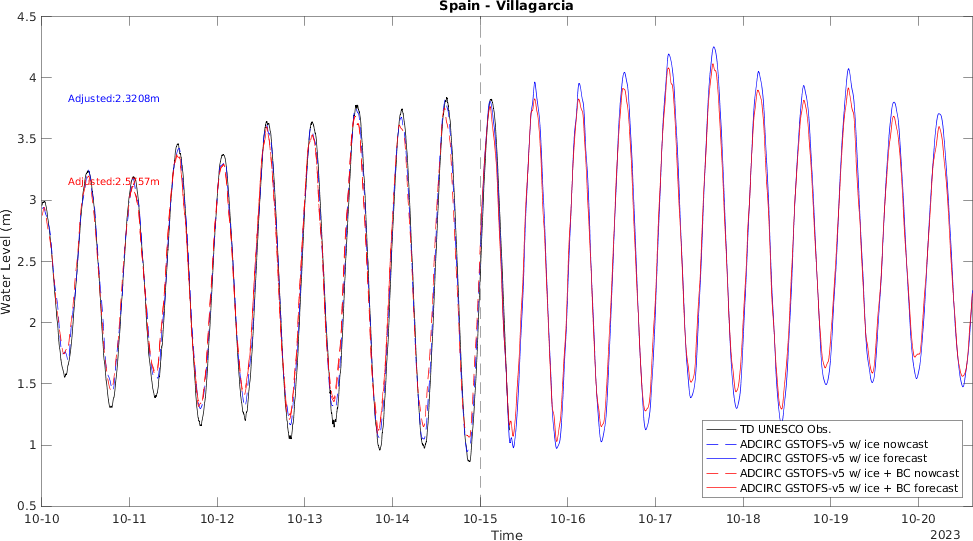 Spain - Villagarcia
4.5
4
3.5
3
2.5
2
1.5
1
0.5
Water Level (m)
Adjusted:2.3208m
TD UNESCO Obs.
ADCIRC GSTOFS-v5 w/ ice nowcast
ADCIRC GSTOFS-v5 w/ ice forecast
ADCIRC GSTOFS-v5 w/ ice + BC nowcast
ADCIRC GSTOFS-v5 w/ ice + BC forecast
10-10 10-11 10-12 10-13 10-14 10-15 10-16 10-17 10-18 10-19 10-20
Time
2023